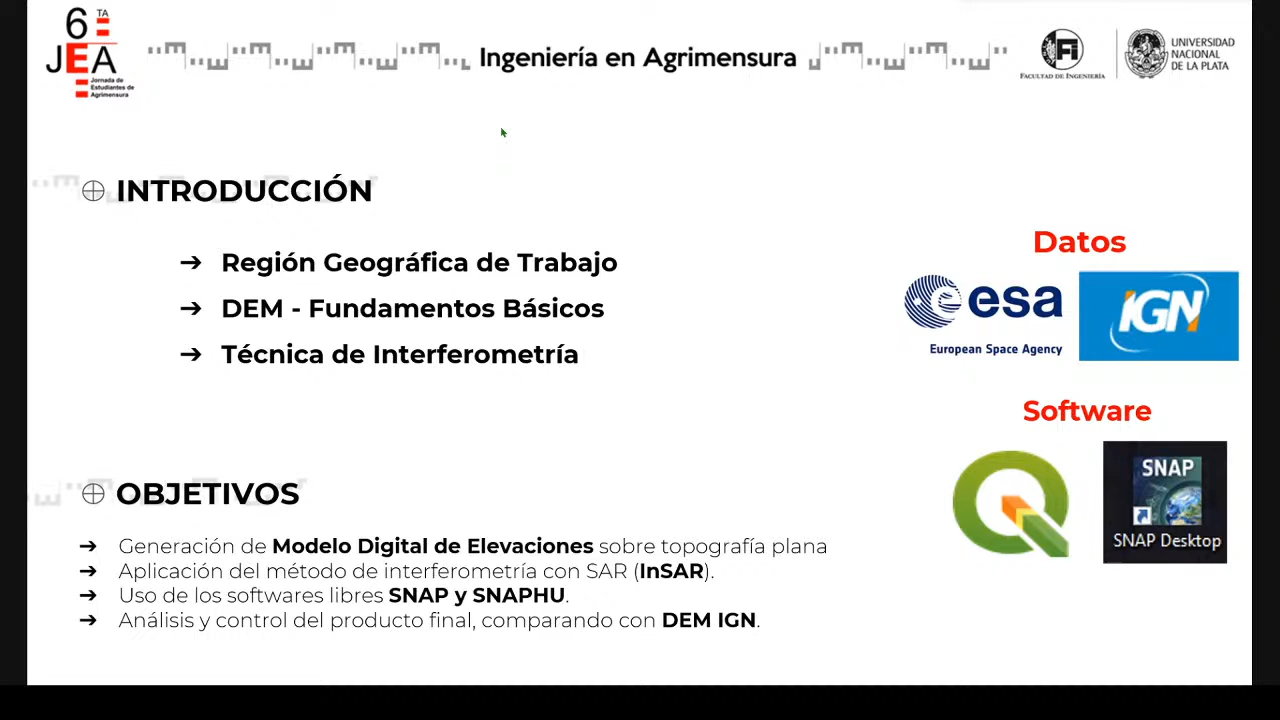 6 TA
JEA
Jornada de
Estudiantes de
Agrimensura
Ingeniería en Agrimensura
FACULTAD DE INGENIERÍA
UNIVERSIDAD
NACIONAL
DE LA PLATA
INTRODUCCIÓN
➔ Región Geográfica de Trabajo
➔ DEM - Fundamentos Básicos
➔ Técnica de Interferometría
Datos
esa
European Space Agency
IGN
Software
SNAP
SNAP Desktop
OBJETIVOS
➔ Generación de Modelo Digital de Elevaciones sobre topografía plana
➔ Aplicación del método de interferometría con SAR (InSAR).
➔ Uso de los softwares libres SNAP y SNAPHU.
➔ Análisis y control del producto final, comparando con DEM IGN.